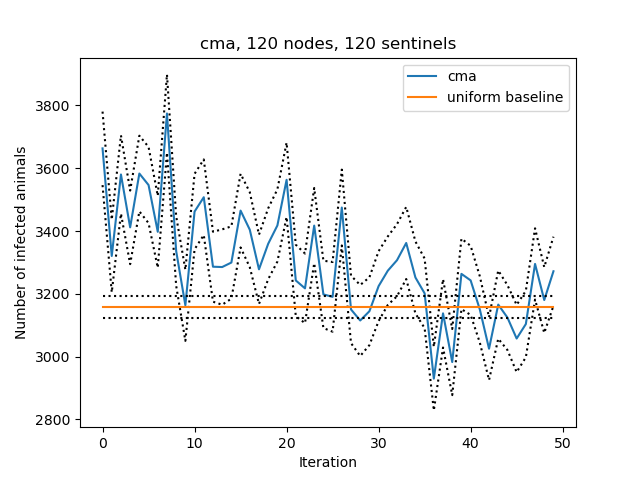 cma, 120 nodes, 120 sentinels
cma
uniform baseline
Number of infected animals
3800
3600
3400
3200
3000
2800
0 10 20 30 40 50
Iteration